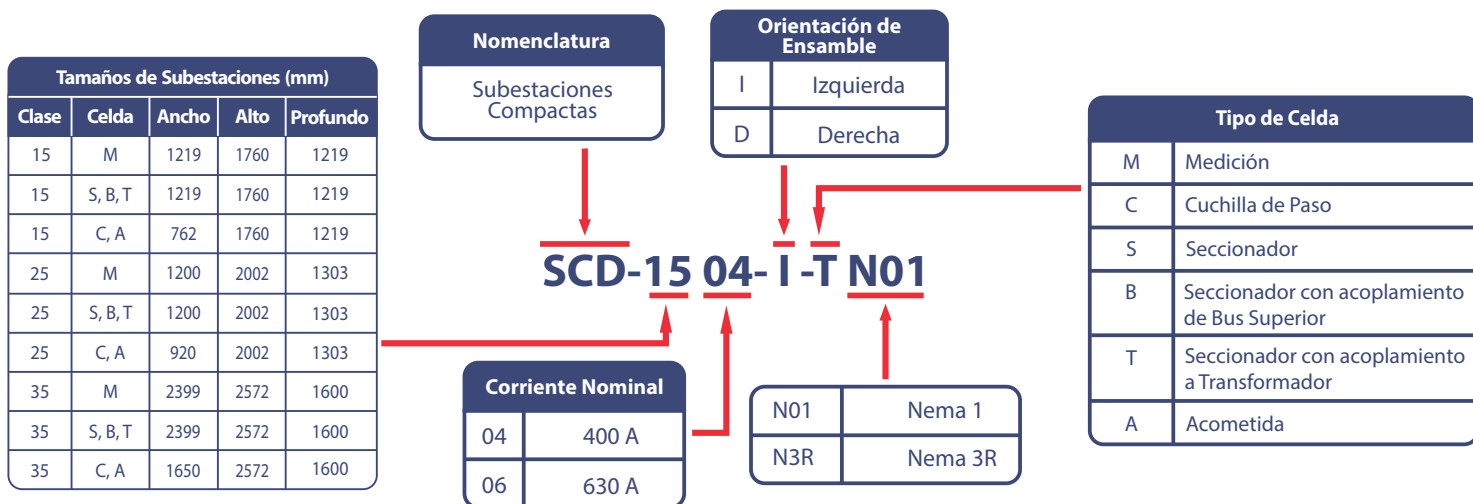 Tamaños de Subestaciones (mm)
Clase Celda Ancho Alto Profundo
15 M 1219 1760 1219
15 S, B, T 1219 1760 1219
15 C, A 762 1760 1219
25 M 1200 2002 1303
25 S, B, T 1200 2002 1303
25 C, A 920 2002 1303
35 M 2399 2572 1600
35 S, B, T 2399 2572 1600
35 C, A 1650 2572 1600
Nomenclatura
Subestaciones
Compactas
Orientación de
Ensamble
I Izquierda
D Derecha
SCD-15 04- I -T N01
Corriente Nominal
04 400 A
06 630 A
N01 Nema 1
N3R Nema 3R
Tipo de Celda
M Medición
C Cuchilla de Paso
S Seccionador
B Seccionador con acoplamiento
de Bus Superior
T Seccionador con acoplamiento
a Transformador
A Acometida